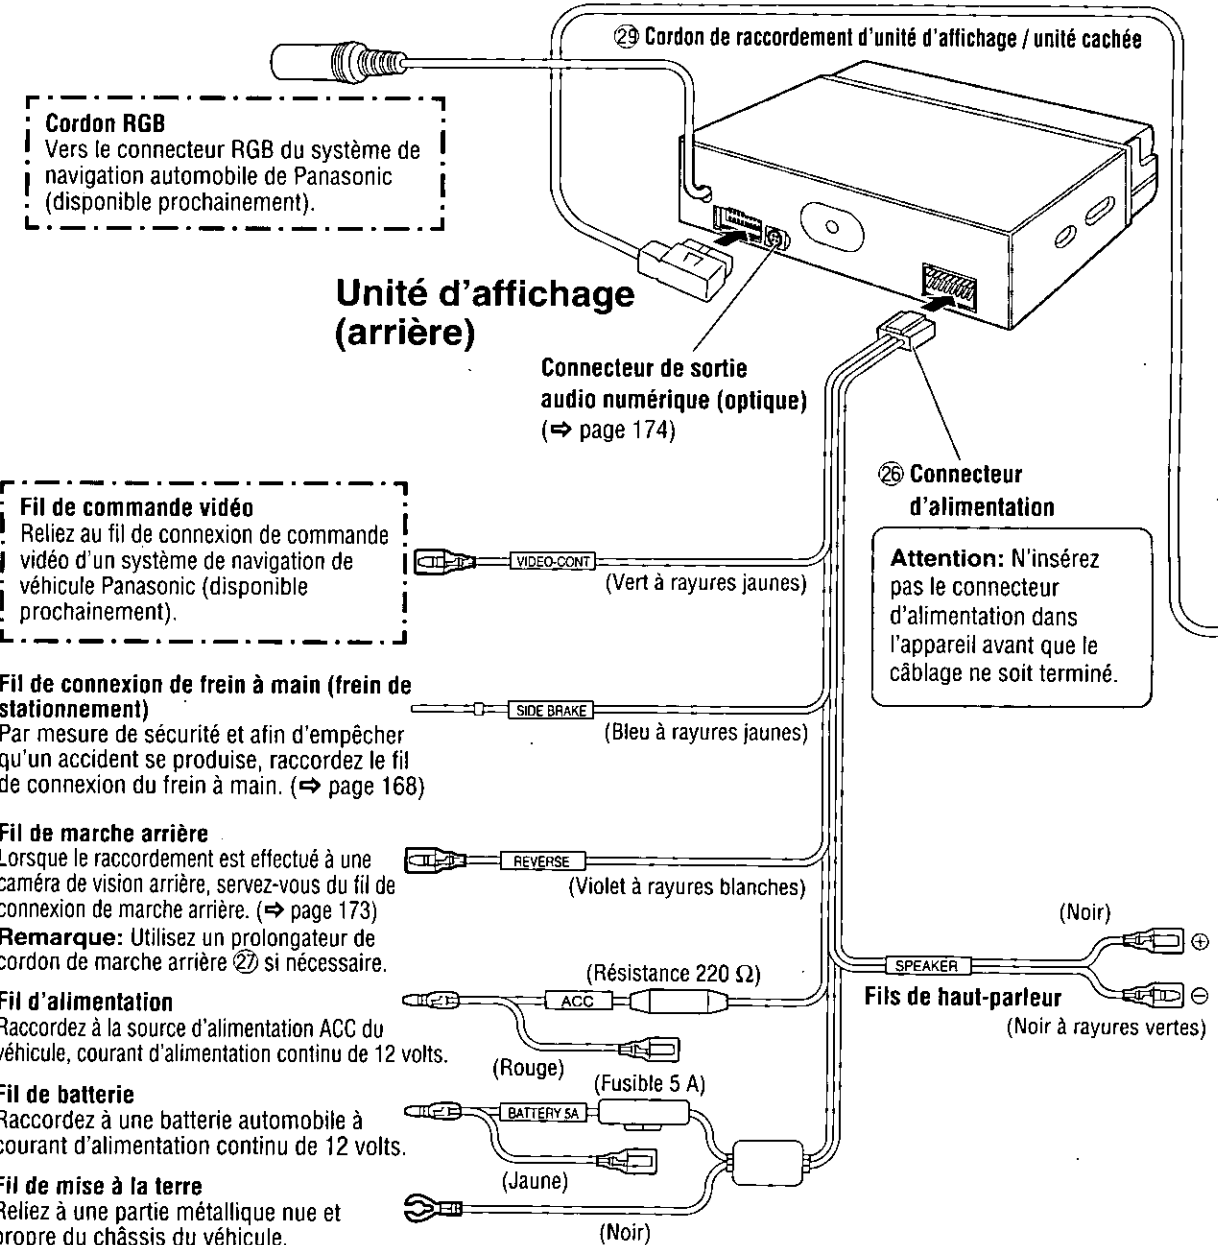 ㉙ Cordon de raccordement d'unité d'affichage / unité cachée
Cordon RGB
Vers le connecteur RGB du système de
navigation automobile de Panasonic
(disponible prochainement).
Unité d'affichage
(arrière)
Connecteur de sortie
audio numérique (optique)
(⇨ page 174)
㉖ Connecteur
d'alimentation
Attention: N'insérez
pas le connecteur
d'alimentation dans
l'appareil avant que le
câblage ne soit terminé.
Fil de commande vidéo
Reliez au fil de connexion de commande
vidéo d'un système de navigation de
véhicule Panasonic (disponible
prochainement).
VIDEO-CONT
(Vert à rayures jaunes)
Fil de connexion de frein à main (frein de
stationnement)
Par mesure de sécurité et afin d'empêcher
qu'un accident se produise, raccordez le fil
de connexion du frein à main. (⇨ page 168)
SIDE BRAKE
(Bleu à rayures jaunes)
Fil de marche arrière
Lorsque le raccordement est effectué à une
caméra de vision arrière, servez-vous du fil de
connexion de marche arrière. (⇨ page 173)
Remarque: Utilisez un prolongateur de
cordon de marche arrière ㉗ si nécessaire.
REVERSE
(Violet à rayures blanches)
(Noir)
⊕
SPEAKER
⊖
Fils de haut-parleur
(Noir à rayures vertes)
Fil d'alimentation
Raccordez à la source d'alimentation ACC du
véhicule, courant d'alimentation continu de 12 volts.
(Résistance 220 Ω)
ACC
(Rouge)
Fil de batterie
Raccordez à une batterie automobile à
courant d'alimentation continu de 12 volts.
(Fusible 5 A)
BATTERY 5A
(Jaune)
Fil de mise à la terre
Reliez à une partie métallique nue et
propre du châssis du véhicule.
(Noir)